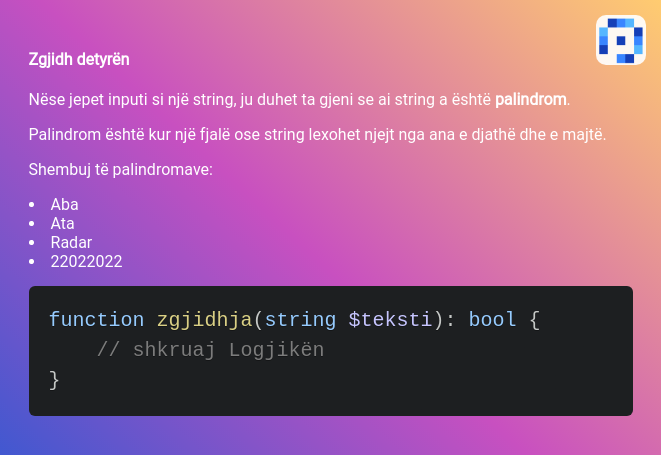 Zgjidh detyrën
Nëse jepet inputi si një string, ju duhet ta gjeni se ai string a është palindrom.
Palindrom është kur një fjalë ose string lexohet njejt nga ana e djathë dhe e majtë.
Shembuj të palindromave:
• Aba
• Ata
• Radar
• 22022022
function zgjidhja(string $teksti): bool {
    // shkruaj Logjikën
}